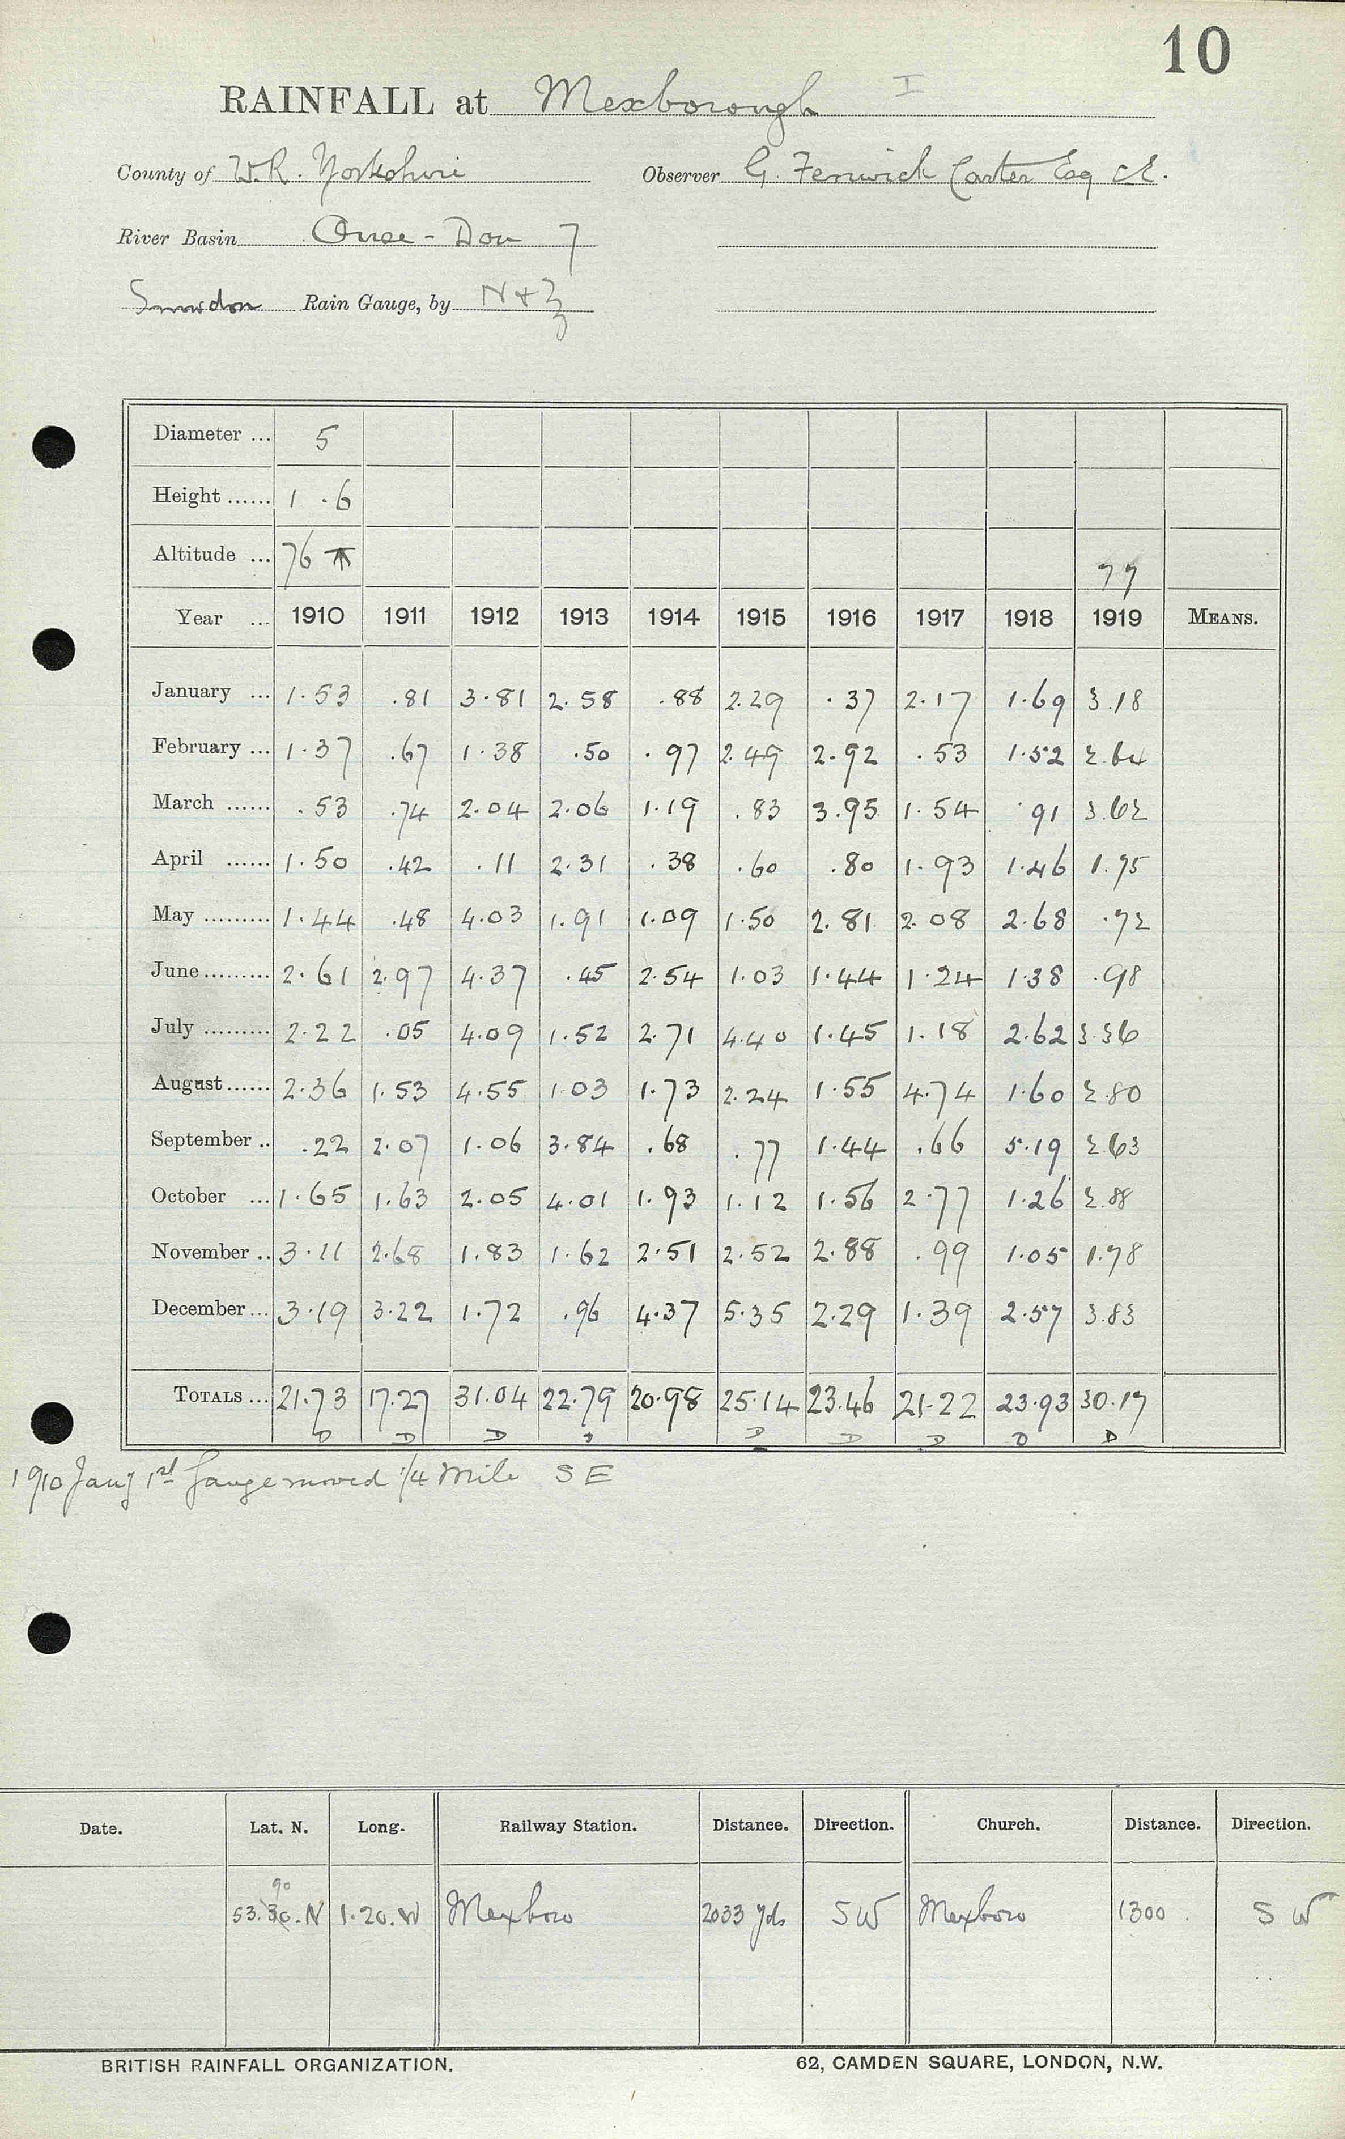 10
RAINFALL at Mexborough I
County of W.R. Yorkshire Observer G. Fenwick Carter Esq C.E.
River Basin Ouse - Don 7
Snowdon Rain Gauge, by N + Z
Diameter ... 5
Height ...... 1 .6
Altitude ... 76 77
Year ... 1910 1911 1912 1913 1914 1915 1916 1917 1918 1919 MEANS.
January ... 1.53 .81 3.81 2.58 .88 2.29 .37 2.17 1.69 3.18
February ... 1.37 .67 1.38 .50 .97 2.49 2.92 .53 1.52 2.64
March ...... .53 .74 2.04 2.06 1.19 .83 3.95 1.54 .91 3.62
April ...... 1.50 .42 .11 2.31 .38 .60 .80 1.93 1.46 1.75
May ......... 1.44 .48 4.03 1.91 1.09 1.50 2.81 2.08 2.68 .72
June ......... 2.61 2.97 4.37 .45 2.54 1.03 1.44 1.24 1.38 .98
July ......... 2.22 .05 4.09 1.52 2.71 4.40 1.45 1.18 2.62 3.36
August ...... 2.36 1.53 4.55 1.03 1.73 2.24 1.55 4.74 1.60 2.80
September .. .22 2.07 1.06 3.84 .68 .77 1.44 .66 5.19 2.63
October ... 1.65 1.63 2.05 4.01 1.93 1.12 1.56 2.77 1.26 2.88
November .. 3.11 2.68 1.83 1.62 2.51 2.52 2.88 .99 1.05 1.78
December ... 3.19 3.22 1.72 .96 4.37 5.35 2.29 1.39 2.57 3.83
TOTALS ... 21.73 17.27 31.04 22.79 20.98 25.14 23.46 21.22 23.93 30.17
D D D D D D D D D
1910 Jany 1st Gauge moved 1/4 Mile S E
Date. Lat. N. Long. Railway Station. Distance. Direction. Church. Distance. Direction.
53.30.N 1.20.W Mexboro 2033 yds SW Mexboro 1300 S W
BRITISH RAINFALL ORGANIZATION. 62, CAMDEN SQUARE, LONDON, N.W.